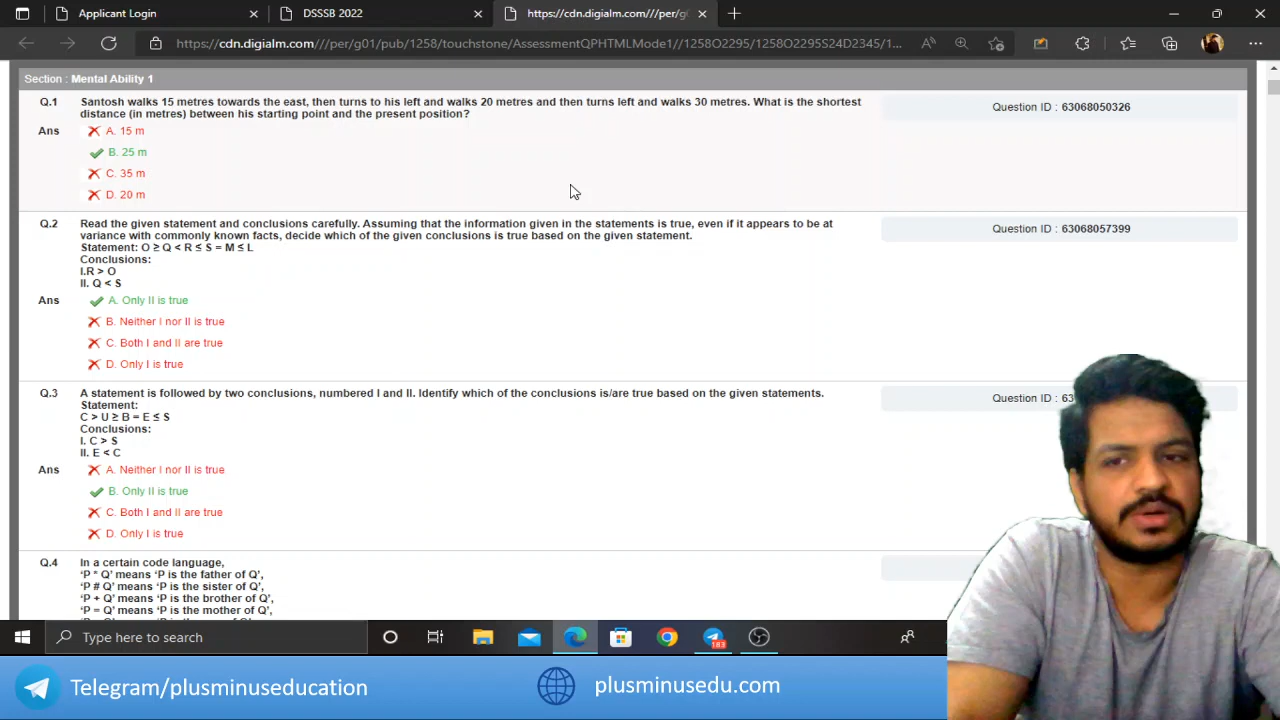 Applicant Login
DSSSB 2022
https://cdn.digialm.com///per/g0
https://cdn.digialm.com///per/g01/pub/1258/touchstone/AssessmentQPHTMLMode1//1258O2295/1258O2295S24D2345/1...
Section : Mental Ability 1
Q.1 Santosh walks 15 metres towards the east, then turns to his left and walks 20 metres and then turns left and walks 30 metres. What is the shortest
distance (in metres) between his starting point and the present position?
Question ID : 63068050326
Ans A. 15 m
B. 25 m
C. 35 m
D. 20 m
Q.2 Read the given statement and conclusions carefully. Assuming that the information given in the statements is true, even if it appears to be at
variance with commonly known facts, decide which of the given conclusions is true based on the given statement.
Question ID : 63068057399
Statement: O ≥ Q < R ≤ S = M ≤ L
Conclusions:
I.R > O
II. Q < S
Ans A. Only II is true
B. Neither I nor II is true
C. Both I and II are true
D. Only I is true
Q.3 A statement is followed by two conclusions, numbered I and II. Identify which of the conclusions is/are true based on the given statements.
Question ID : 63
Statement:
C > U ≥ B = E ≤ S
Conclusions:
I. C > S
II. E < C
Ans A. Neither I nor II is true
B. Only II is true
C. Both I and II are true
D. Only I is true
Q.4 In a certain code language,
‘P * Q’ means ‘P is the father of Q’,
‘P # Q’ means ‘P is the sister of Q’,
‘P + Q’ means ‘P is the brother of Q’,
‘P = Q’ means ‘P is the mother of Q’,
Type here to search
183
Telegram/plusminuseducation
plusminusedu.com